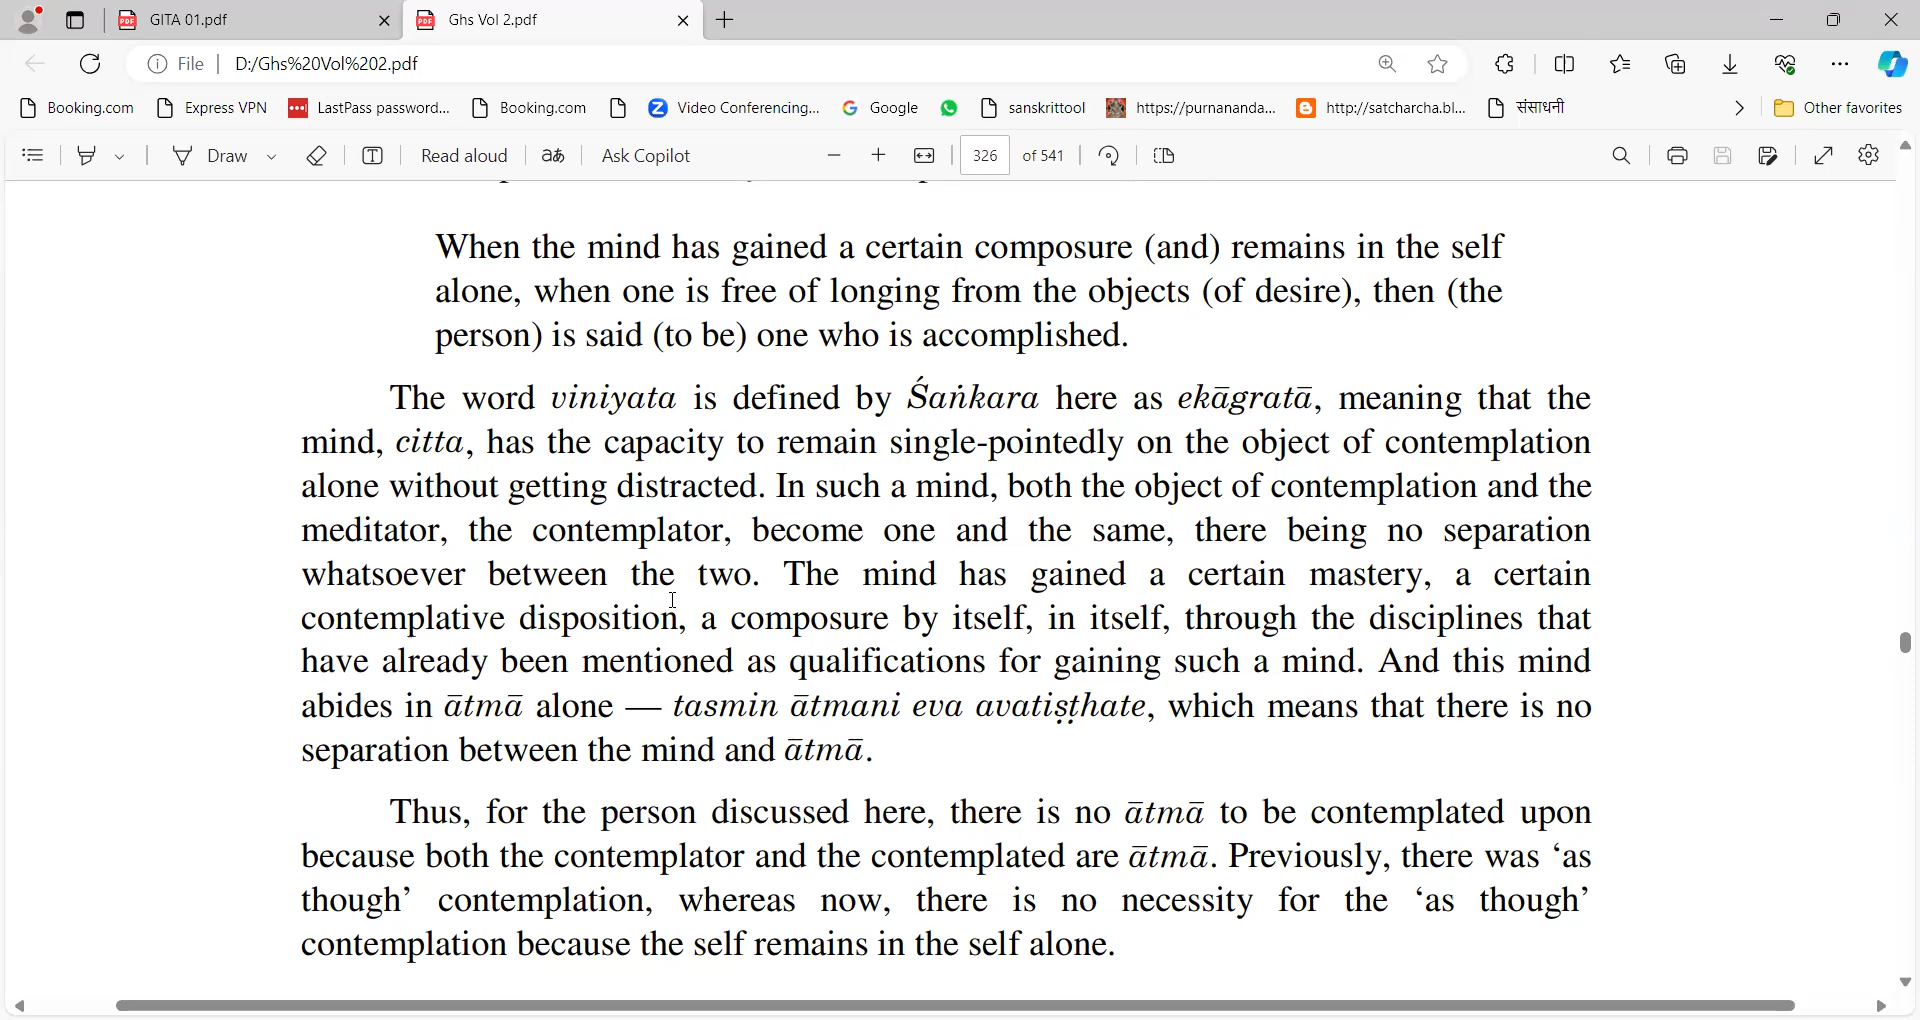 GITA 01.pdf
Ghs Vol 2.pdf
File
D:/Ghs%20Vol%202.pdf
Booking.com
Express VPN
LastPass password...
Booking.com
Video Conferencing...
Google
sanskrittool
https://purnananda...
http://satcharcha.bl...
संसाधनी
Other favorites
Draw
Read aloud
Ask Copilot
326
of 541
When the mind has gained a certain composure (and) remains in the self
alone, when one is free of longing from the objects (of desire), then (the
person) is said (to be) one who is accomplished.
The word viniyata is defined by Śaṅkara here as ekāgratā, meaning that the
mind, citta, has the capacity to remain single-pointedly on the object of contemplation
alone without getting distracted. In such a mind, both the object of contemplation and the
meditator, the contemplator, become one and the same, there being no separation
whatsoever between the two. The mind has gained a certain mastery, a certain
contemplative disposition, a composure by itself, in itself, through the disciplines that
have already been mentioned as qualifications for gaining such a mind. And this mind
abides in ātmā alone — tasmin ātmani eva avatiṣṭhate, which means that there is no
separation between the mind and ātmā.
Thus, for the person discussed here, there is no ātmā to be contemplated upon
because both the contemplator and the contemplated are ātmā. Previously, there was ‘as
though’ contemplation, whereas now, there is no necessity for the ‘as though’
contemplation because the self remains in the self alone.